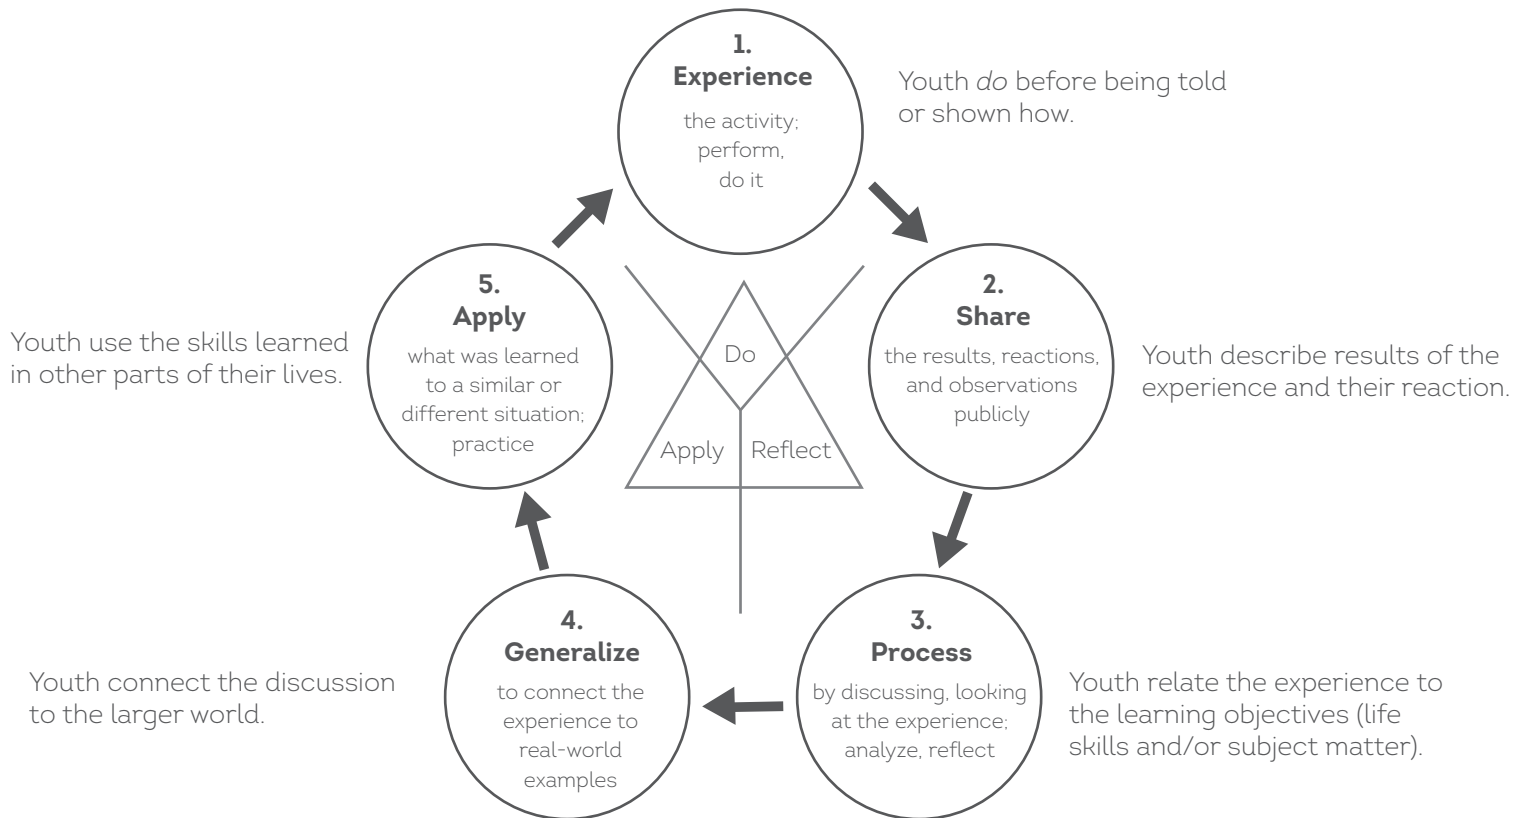 1.
Experience
the activity;
perform,
do it
Youth do before being told
or shown how.
2.
Share
the results, reactions,
and observations
publicly
Youth describe results of the
experience and their reaction.
3.
Process
by discussing, looking
at the experience;
analyze, reflect
Youth relate the experience to
the learning objectives (life
skills and/or subject matter).
4.
Generalize
to connect the
experience to
real-world
examples
Youth connect the discussion
to the larger world.
5.
Apply
what was learned
to a similar or
different situation;
practice
Youth use the skills learned
in other parts of their lives.
Do
Apply
Reflect